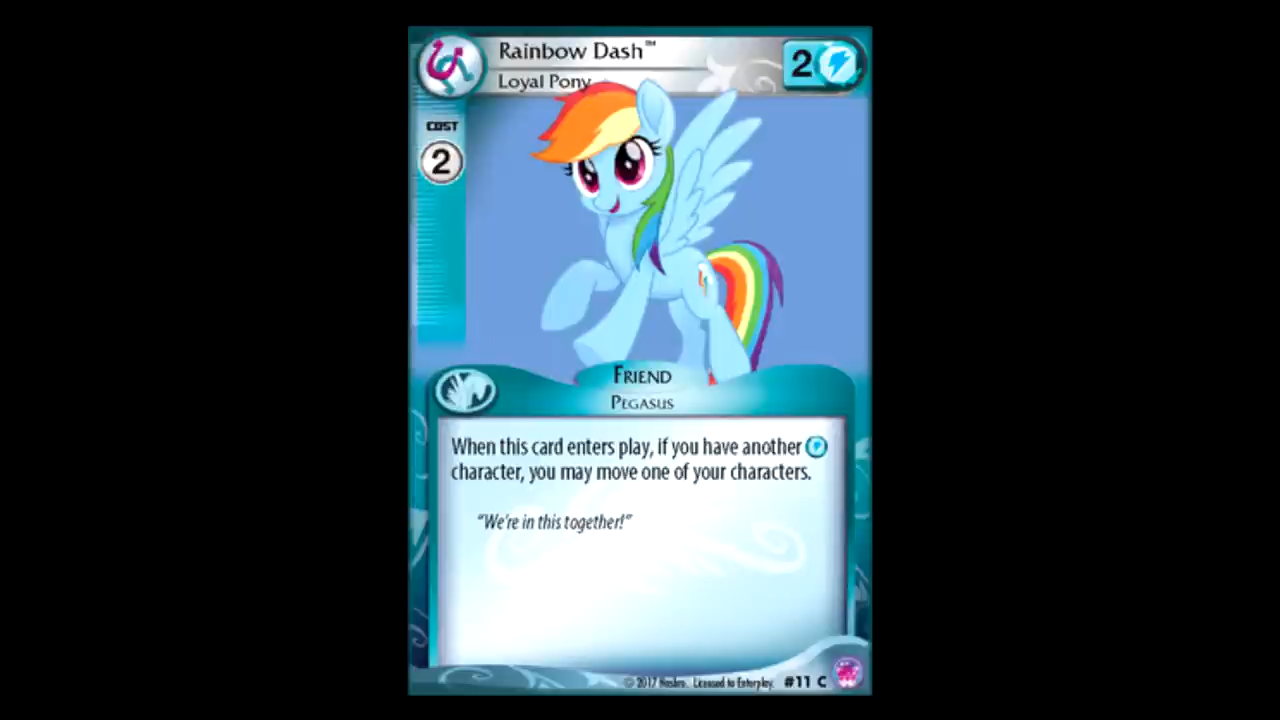 Rainbow Dash™
Loyal Pony
2
COST
2
FRIEND
PEGASUS
When this card enters play, if you have another
character, you may move one of your characters.
“We're in this together!”
© 2017 Hasbro. Licensed to Enterplay.
#11 C